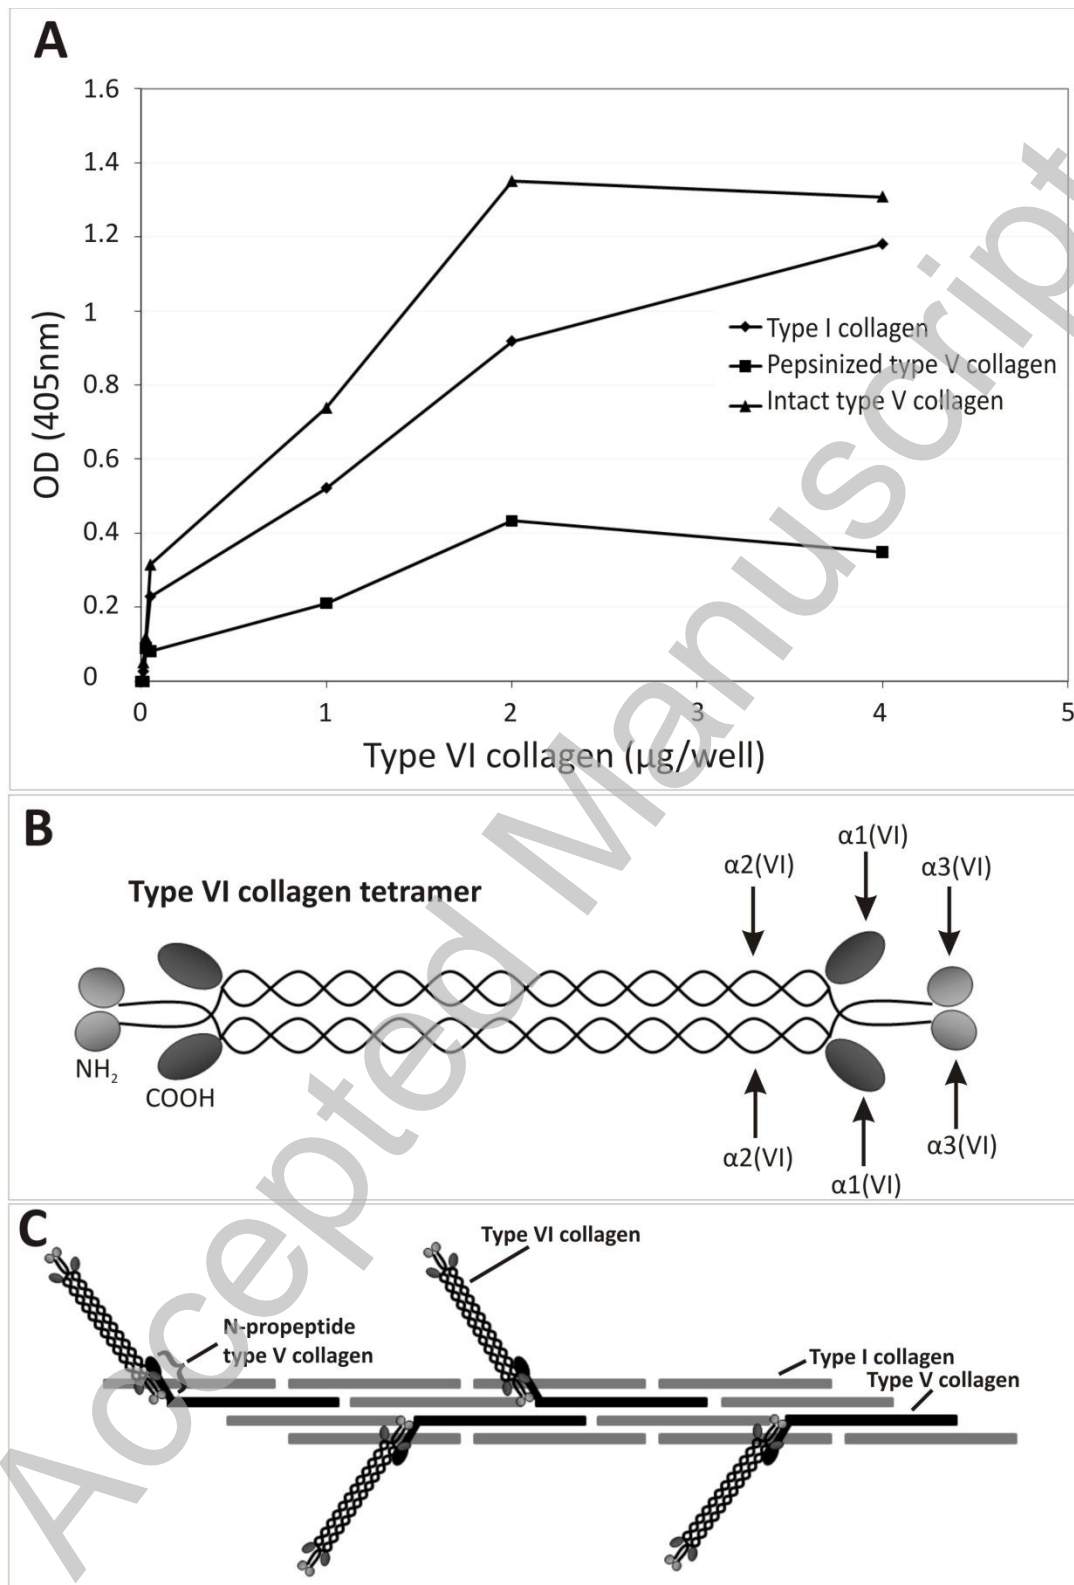 A
1.6
1.4
1.2
1
0.8
0.6
0.4
0.2
0
OD (405nm)
0 1 2 3 4 5
Type VI collagen (µg/well)
Type I collagen
Pepsinized type V collagen
Intact type V collagen
B
Type VI collagen tetramer
α2(VI)
α1(VI)
α3(VI)
NH₂
COOH
α2(VI)
α1(VI)
α3(VI)
C
Type VI collagen
N-propeptide
type V collagen
Type I collagen
Type V collagen
Accepted Manuscript